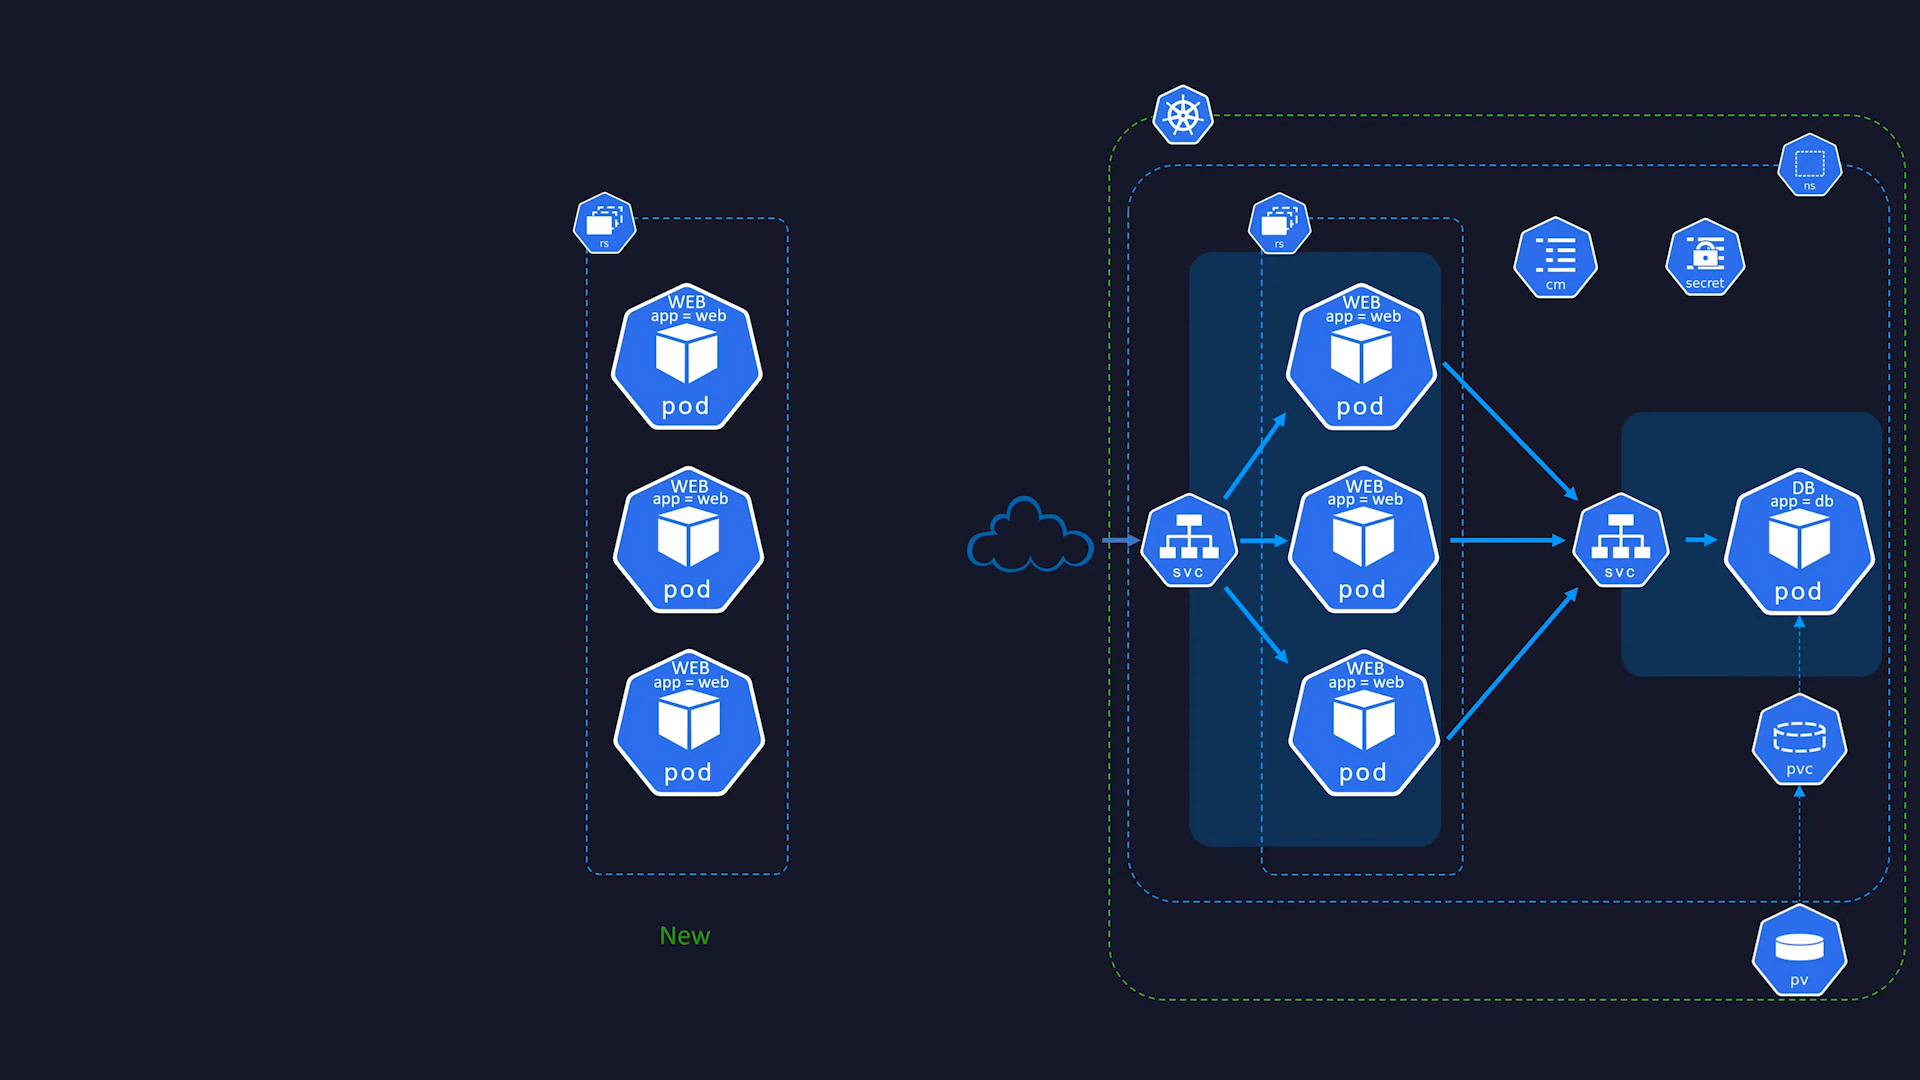 rs
WEB
app = web
pod
WEB
app = web
pod
WEB
app = web
pod
New
ns
rs
cm
secret
WEB
app = web
pod
WEB
app = web
pod
WEB
app = web
pod
svc
svc
DB
app = db
pod
pvc
pv